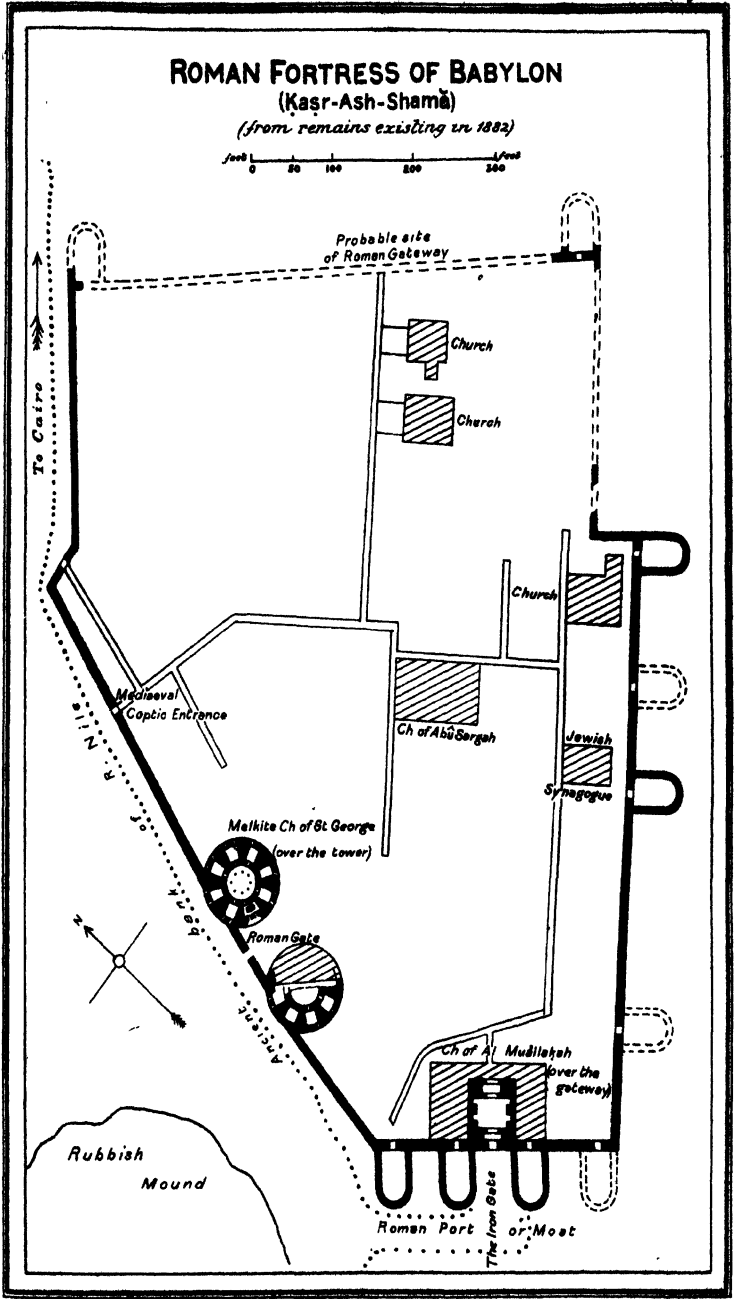 ROMAN FORTRESS OF BABYLON
(Ḳaṣr-Ash-Shamă)
(from remains existing in 1882)
feet 0 50 100 200 300 feet
Probable site
of Roman Gateway
Church
Church
To Cairo
Church
Mediaeval
Coptic Entrance
Ch of Abû Sargah
Jewish
Synagogue
Melkite Ch of St George
(over the tower)
Roman Gate
Ancient bank of R. Nile
N
Ch of Al Muállaḳah
(over the
gateway)
Rubbish
Mound
Roman Port or Moat
The Iron Gate